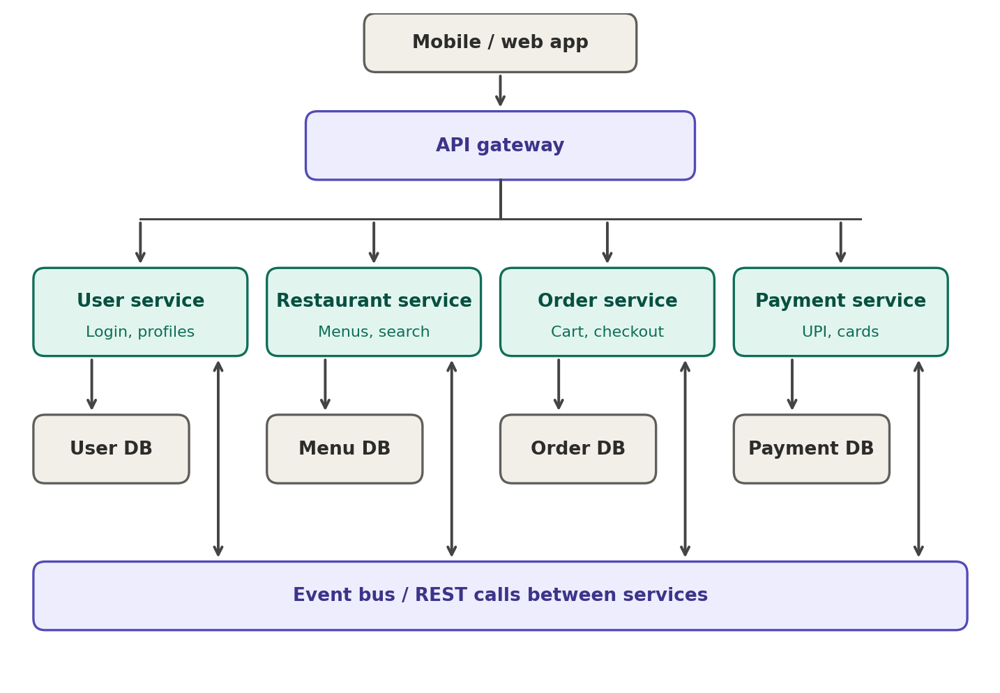 Mobile / web app
API gateway
User service
Login, profiles
Restaurant service
Menus, search
Order service
Cart, checkout
Payment service
UPI, cards
User DB
Menu DB
Order DB
Payment DB
Event bus / REST calls between services